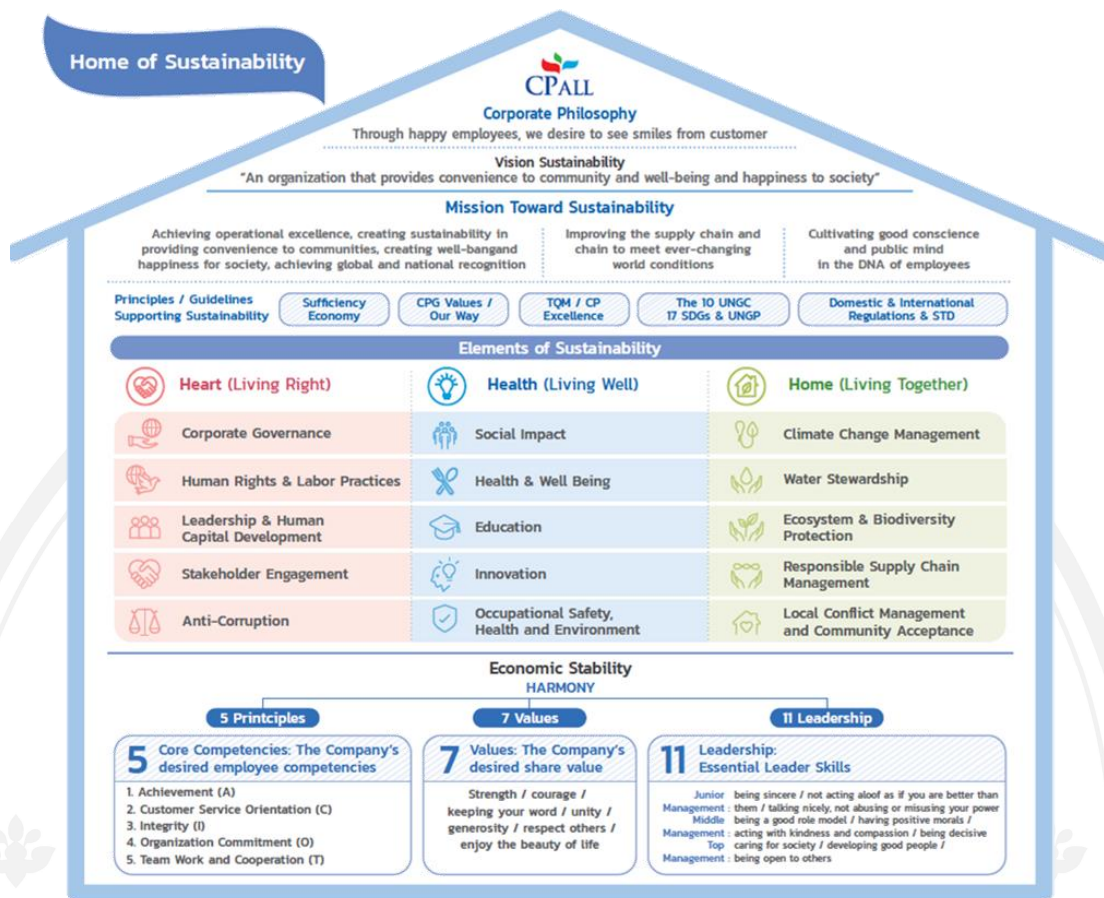 Home of Sustainability
CPALL
Corporate Philosophy
Through happy employees, we desire to see smiles from customer
Vision Sustainability
"An organization that provides convenience to community and well-being and happiness to society"
Mission Toward Sustainability
Achieving operational excellence, creating sustainability in
providing convenience to communities, creating well-bangand
happiness for society, achieving global and national recognition
Improving the supply chain and
chain to meet ever-changing
world conditions
Cultivating good conscience
and public mind
in the DNA of employees
Principles / Guidelines
Supporting Sustainability
Sufficiency
Economy
CPG Values /
Our Way
TQM / CP
Excellence
The 10 UNGC
17 SDGs & UNGP
Domestic & International
Regulations & STD
Elements of Sustainability
Heart (Living Right)
Health (Living Well)
Home (Living Together)
Corporate Governance
Social Impact
Climate Change Management
Human Rights & Labor Practices
Health & Well Being
Water Stewardship
Leadership & Human
Capital Development
Education
Ecosystem & Biodiversity
Protection
Stakeholder Engagement
Innovation
Responsible Supply Chain
Management
Anti-Corruption
Occupational Safety,
Health and Environment
Local Conflict Management
and Community Acceptance
Economic Stability
HARMONY
5 Printciples
7 Values
11 Leadership
5 Core Competencies: The Company's
desired employee competencies
1. Achievement (A)
2. Customer Service Orientation (C)
3. Integrity (I)
4. Organization Commitment (O)
5. Team Work and Cooperation (T)
7 Values: The Company's
desired share value
Strength / courage /
keeping your word / unity /
generosity / respect others /
enjoy the beauty of life
11 Leadership:
Essential Leader Skills
Junior being sincere / not acting aloof as if you are better than
Management : them / talking nicely, not abusing or misusing your power
Middle being a good role model / having positive morals /
Management : acting with kindness and compassion / being decisive
Top caring for society / developing good people /
Management : being open to others